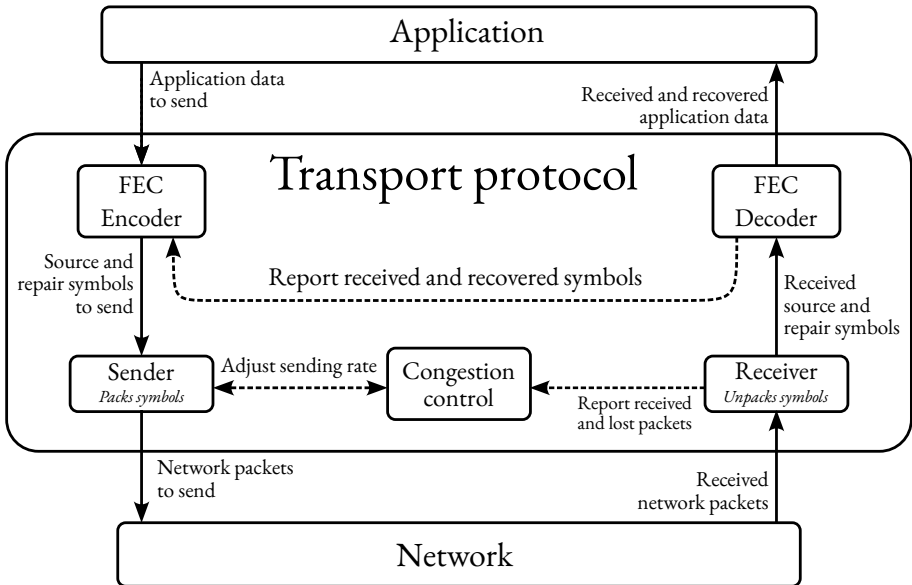 Application
Application data
to send
Received and recovered
application data
Transport protocol
FEC
Encoder
FEC
Decoder
Source and
repair symbols
to send
Report received and recovered symbols
Received
source and
repair symbols
Sender
Packs symbols
Adjust sending rate
Congestion
control
Report received
and lost packets
Receiver
Unpacks symbols
Network packets
to send
Received
network packets
Network